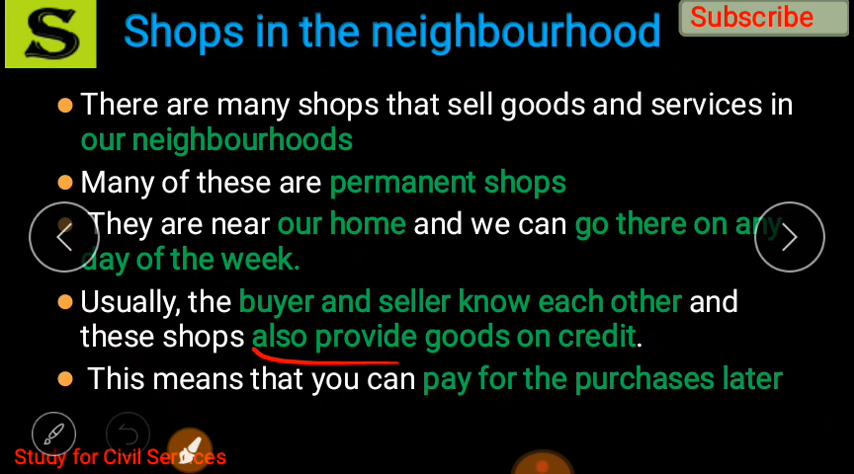 S
Shops in the neighbourhood
Subscribe
There are many shops that sell goods and services in
our neighbourhoods
Many of these are permanent shops
They are near our home and we can go there on any
day of the week.
Usually, the buyer and seller know each other and
these shops also provide goods on credit.
This means that you can pay for the purchases later
Study for Civil Services